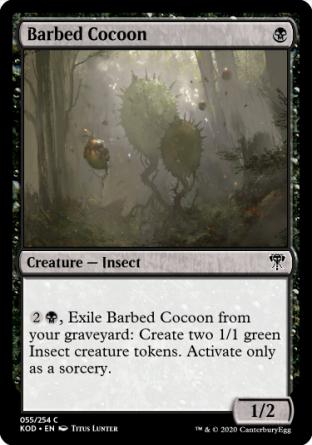 Barbed Cocoon
Creature — Insect
2, Exile Barbed Cocoon from
your graveyard: Create two 1/1 green
Insect creature tokens. Activate only
as a sorcery.
1/2
055/254 C
KOD • EN TITUS LUNTER
™ & © 2020 CanterburyEgg